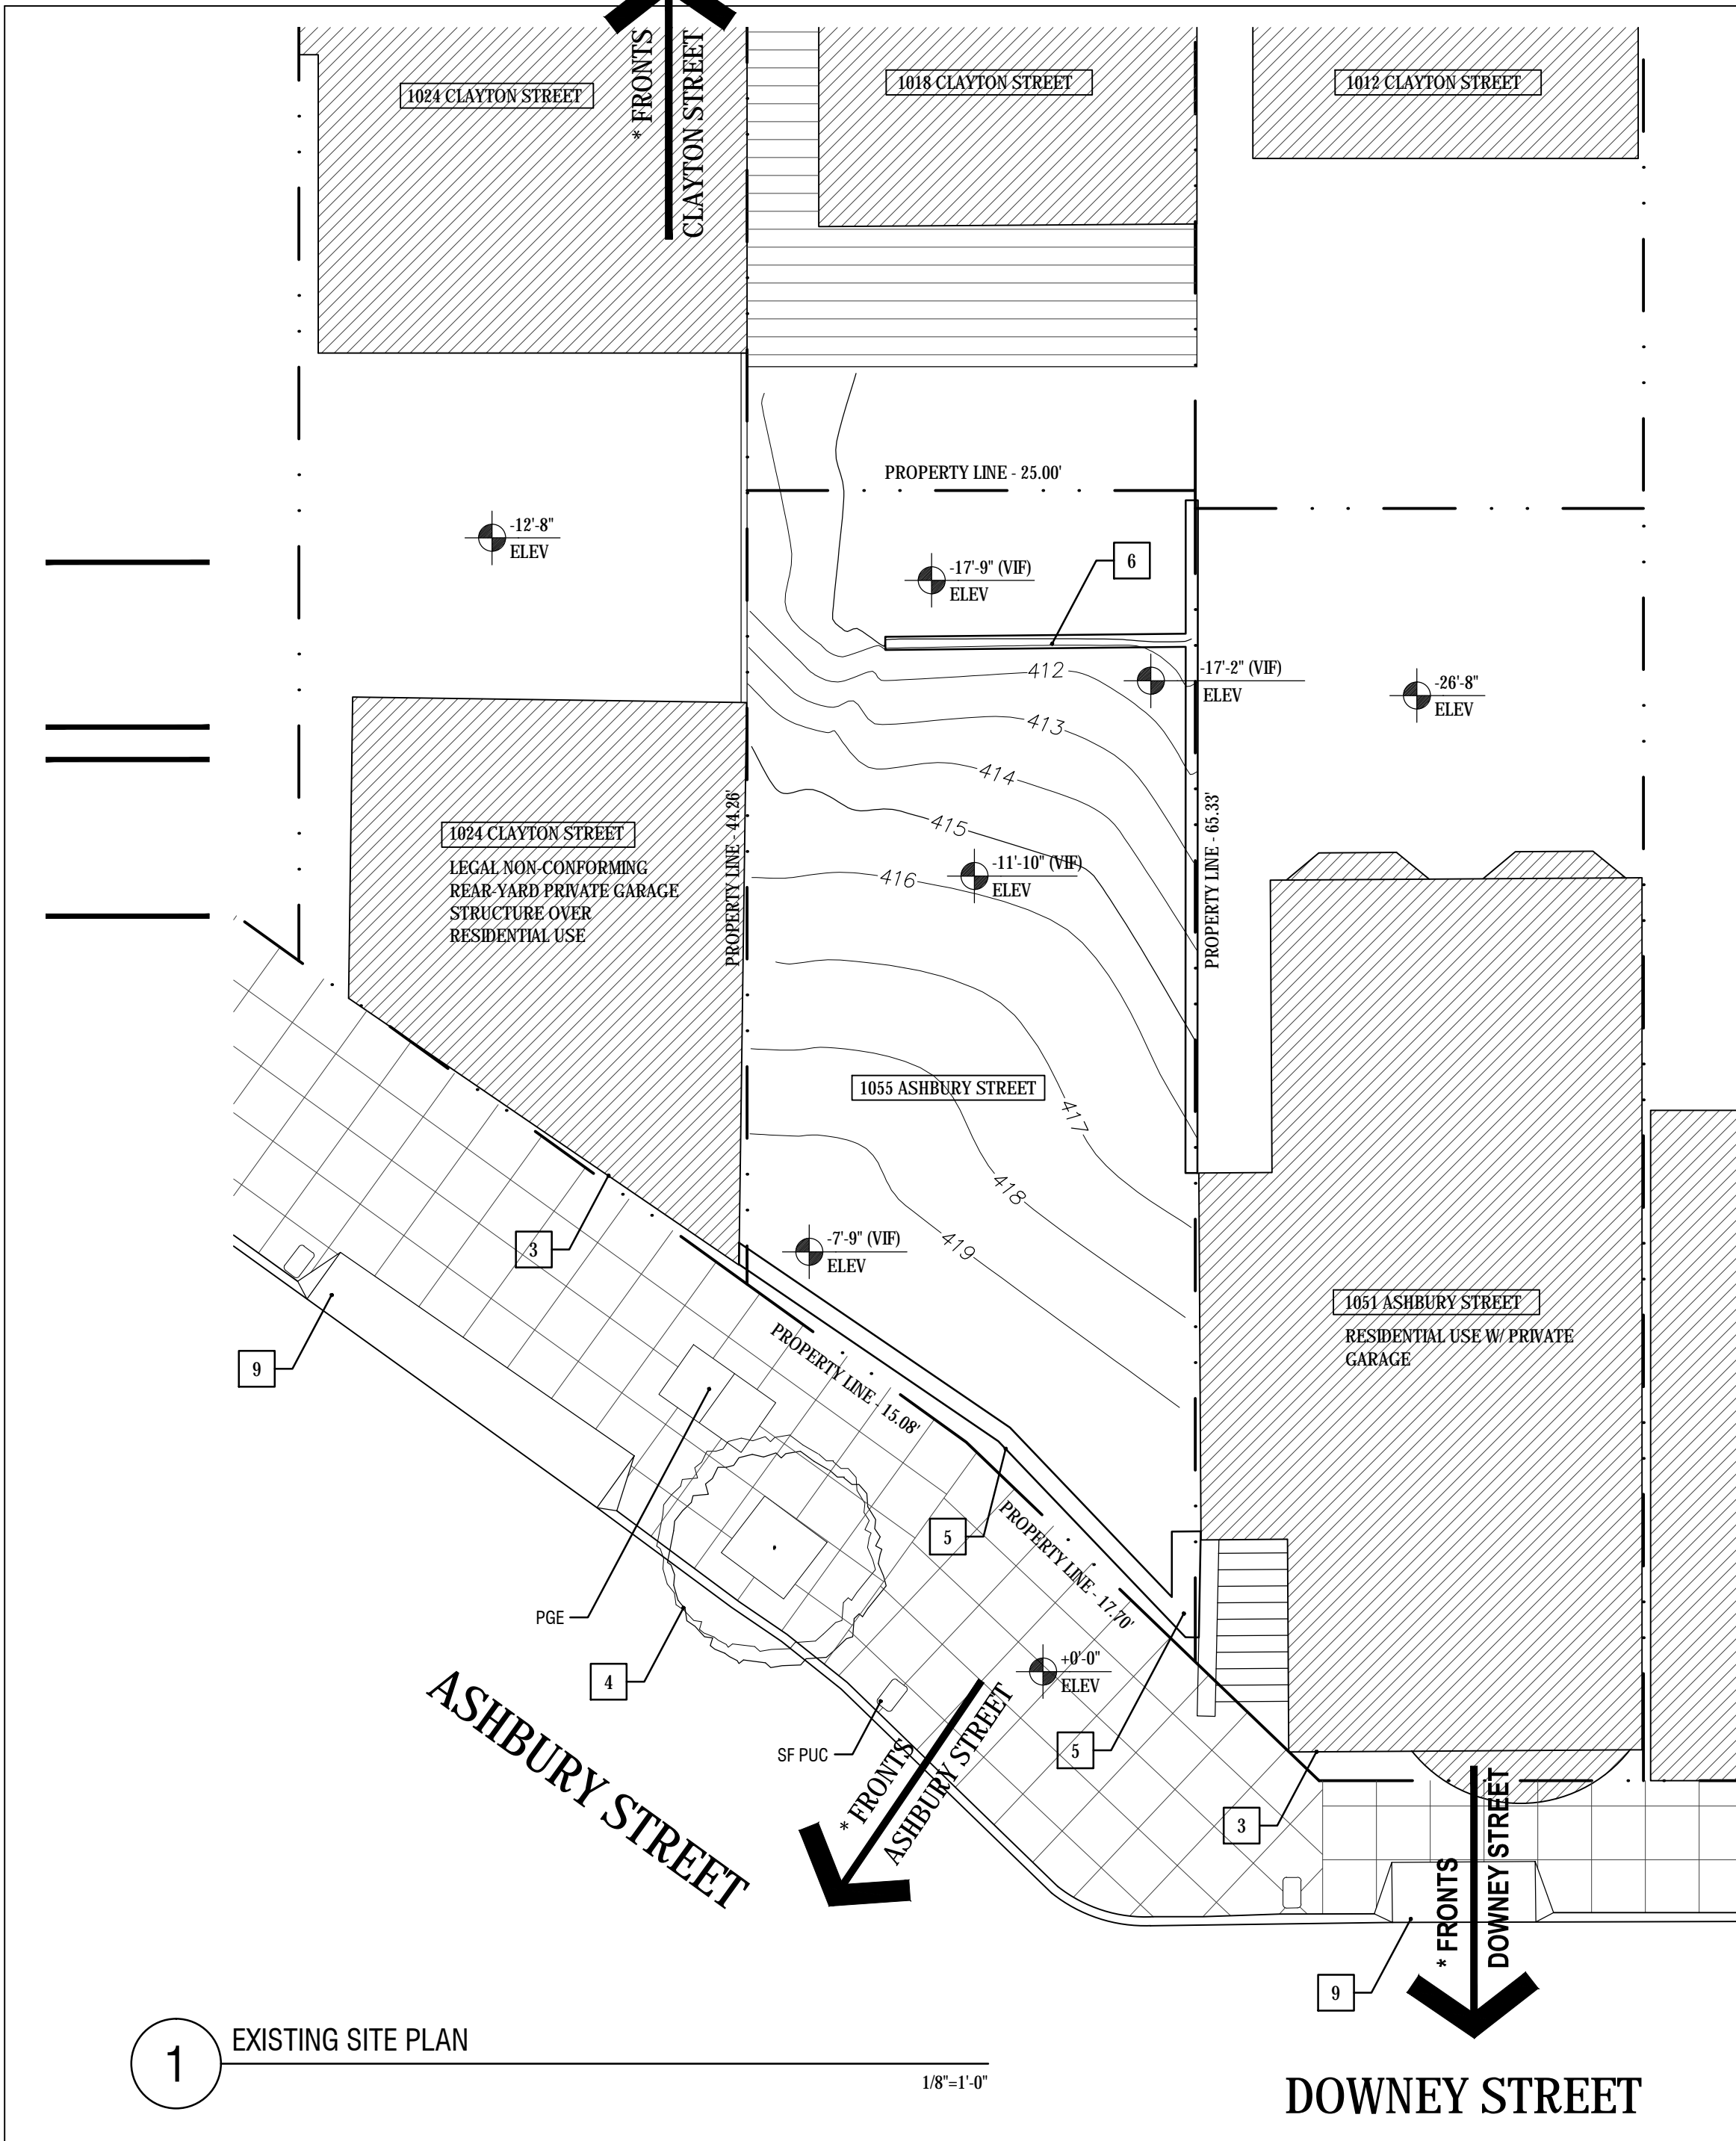 * FRONTS
CLAYTON STREET
1024 CLAYTON STREET
1018 CLAYTON STREET
1012 CLAYTON STREET
PROPERTY LINE - 25.00'
-12'-8"
ELEV
-17'-9" (VIF)
ELEV
6
412
-17'-2" (VIF)
ELEV
-26'-8"
ELEV
413
414
415
416
PROPERTY LINE - 44.26'
PROPERTY LINE - 65.33'
1024 CLAYTON STREET
LEGAL NON-CONFORMING
REAR-YARD PRIVATE GARAGE
STRUCTURE OVER
RESIDENTIAL USE
-11'-10" (VIF)
ELEV
1055 ASHBURY STREET
417
418
419
3
-7'-9" (VIF)
ELEV
1051 ASHBURY STREET
RESIDENTIAL USE W/ PRIVATE
GARAGE
9
PROPERTY LINE - 15.08'
5
PROPERTY LINE - 17.70'
PGE
4
+0'-0"
ELEV
SF PUC
5
ASHBURY STREET
* FRONTS
ASHBURY STREET
3
* FRONTS
DOWNEY STREET
9
1
EXISTING SITE PLAN
1/8"=1'-0"
DOWNEY STREET